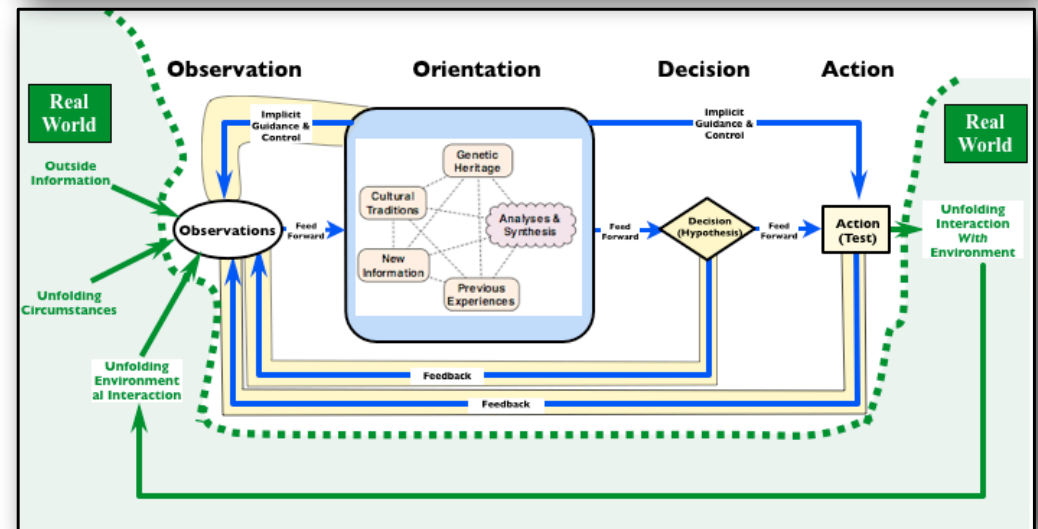 Observation
Orientation
Decision
Action
Real
World
Implicit
Guidance &
Control
Implicit
Guidance &
Control
Real
World
Outside
Information
Genetic
Heritage
Cultural
Traditions
Analyses &
Synthesis
New
Information
Previous
Experiences
Observations
Feed
Forward
Feed
Forward
Decision
(Hypothesis)
Feed
Forward
Action
(Test)
Unfolding
Interaction
With
Environment
Unfolding
Circumstances
Unfolding
Environment
al Interaction
Feedback
Feedback